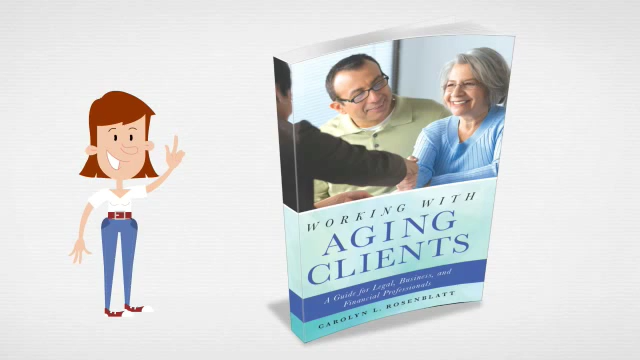 WORKING WITH
AGING
CLIENTS
A Guide for Legal, Business, and
Financial Professionals
CAROLYN L. ROSENBLATT